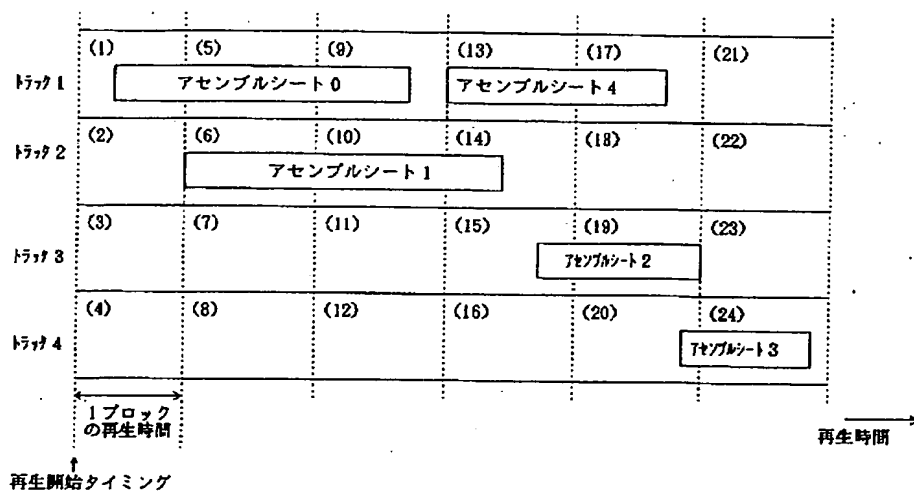 (1) (5) (9) (13) (17) (21)
トラック1 アセンブルシート0 アセンブルシート4
(2) (6) (10) (14) (18) (22)
トラック2 アセンブルシート1
(3) (7) (11) (15) (19) (23)
トラック3 アセンブルシート2
(4) (8) (12) (16) (20) (24)
トラック4 アセンブルシート3
1ブロック
の再生時間
再生時間
再生開始タイミング